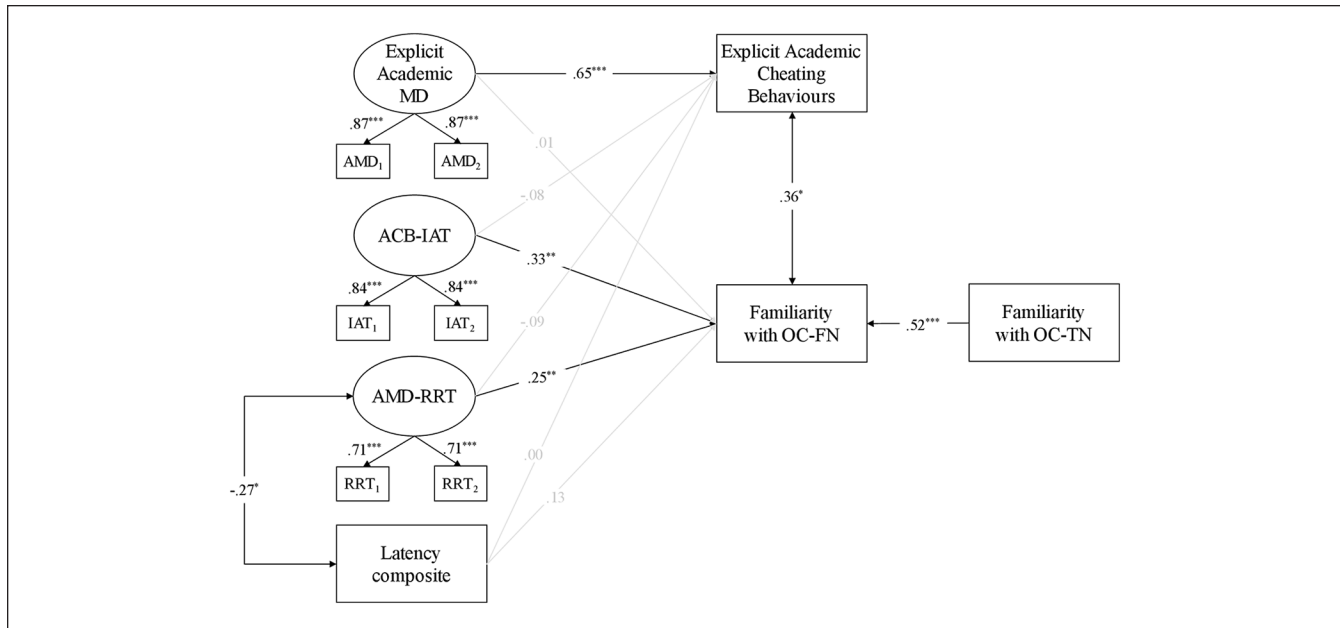 Explicit
Academic
MD
.87***
.87***
AMD₁
AMD₂
.65***
Explicit Academic
Cheating
Behaviours
.01
-.08
ACB-IAT
.84***
.84***
IAT₁
IAT₂
.33**
.36*
-.09
Familiarity
with OC-FN
.52***
Familiarity
with OC-TN
AMD-RRT
.71***
.71***
RRT₁
RRT₂
.25**
.00
.13
-.27*
Latency
composite